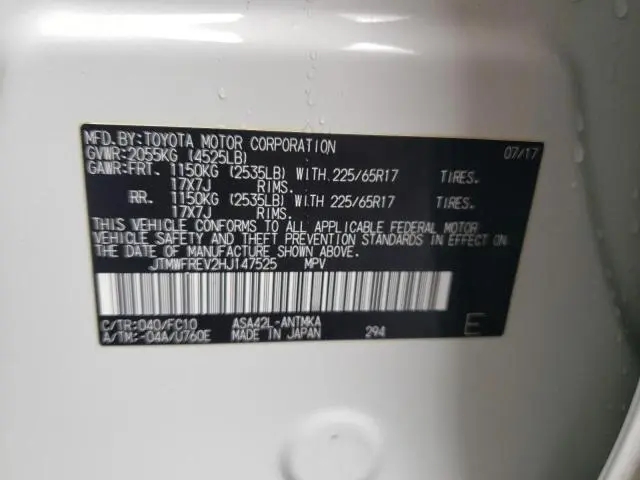 MFD.BY:TOYOTA MOTOR CORPORATION 07/17
GVWR:2055KG (4525LB)
GAWR:FRT. 1150KG (2535LB) WITH.225/65R17 TIRES.
17X7J RIMS.
RR. 1150KG (2535LB) WITH 225/65R17 TIRES.
17X7J RIMS.
THIS VEHICLE CONFORMS TO ALL APPLICABLE FEDERAL MOTOR
VEHICLE SAFETY AND THEFT PREVENTION STANDARDS IN EFFECT ON
THE DATE OF MANUFACTURE SHOWN ABOVE.
JTMWFREV2HJ147525 MPV
C/TR:040/FC10 ASA42L-ANTMKA
A/TM:-04A/U760E MADE IN JAPAN 294 E